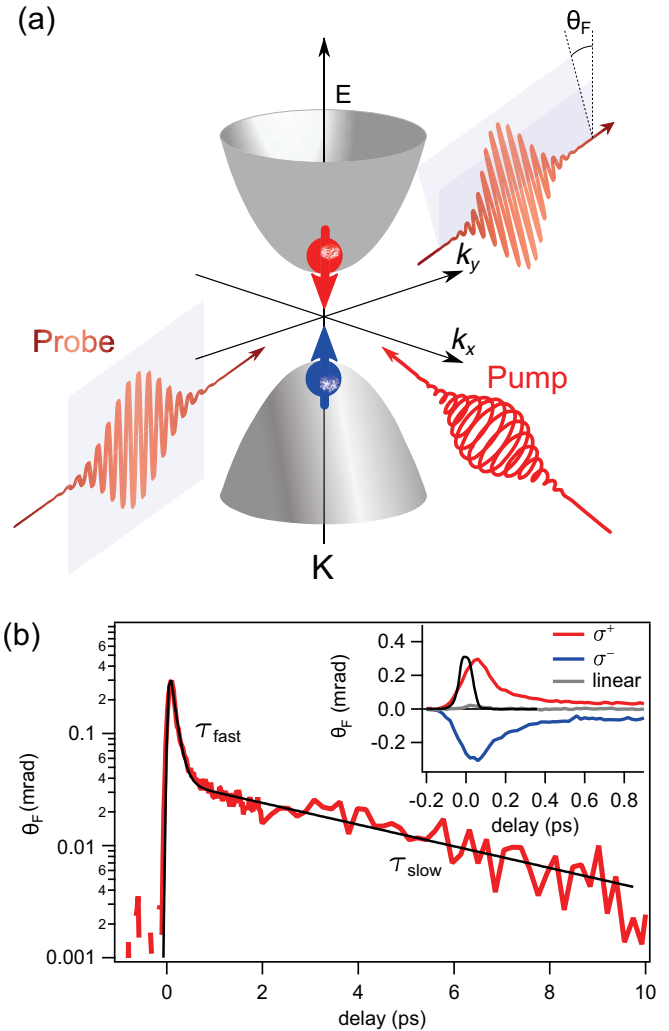 (a)
θF
E
ky
kx
Probe
Pump
K
(b)
θF (mrad)
6
4
2
0.1
6
4
2
0.01
6
4
2
0.001
τfast
τslow
0
2
4
6
8
10
delay (ps)
θF (mrad)
0.4
0.2
0.0
-0.2
σ+
σ−
linear
-0.2
0.0
0.2
0.4
0.6
0.8
delay (ps)